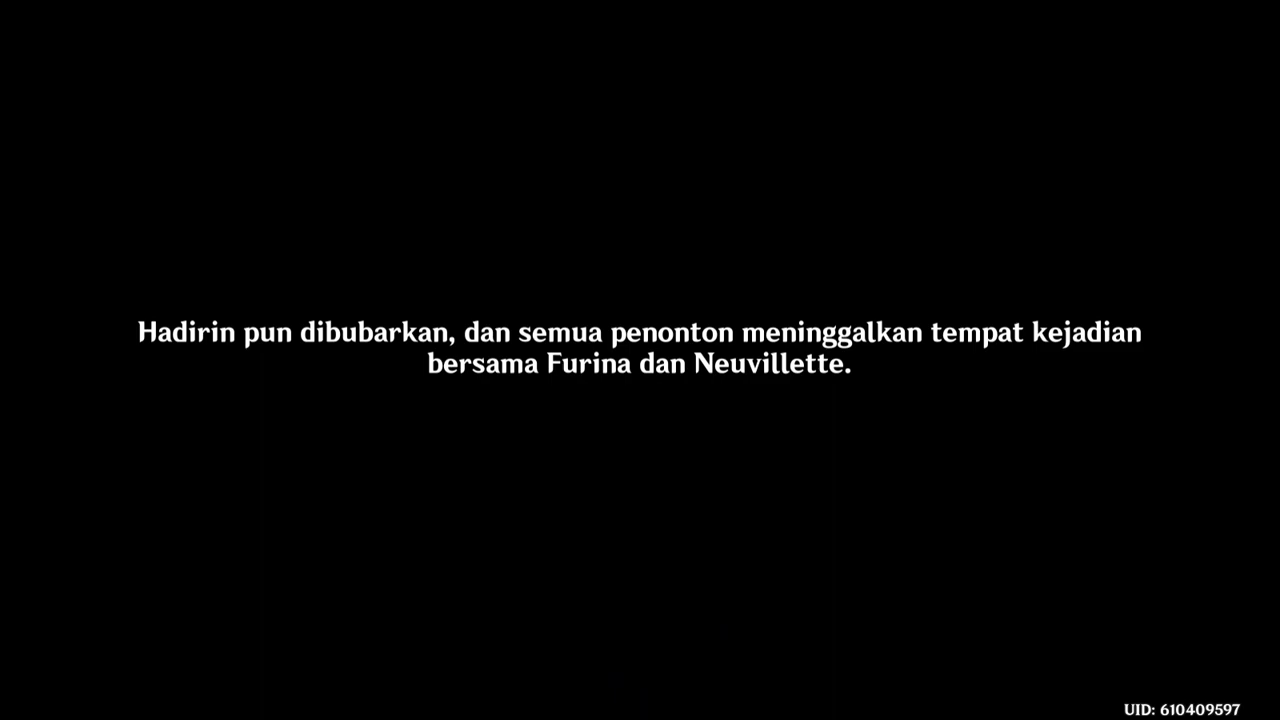 Hadirin pun dibubarkan, dan semua penonton meninggalkan tempat kejadian
bersama Furina dan Neuvillette.
UID: 610409597